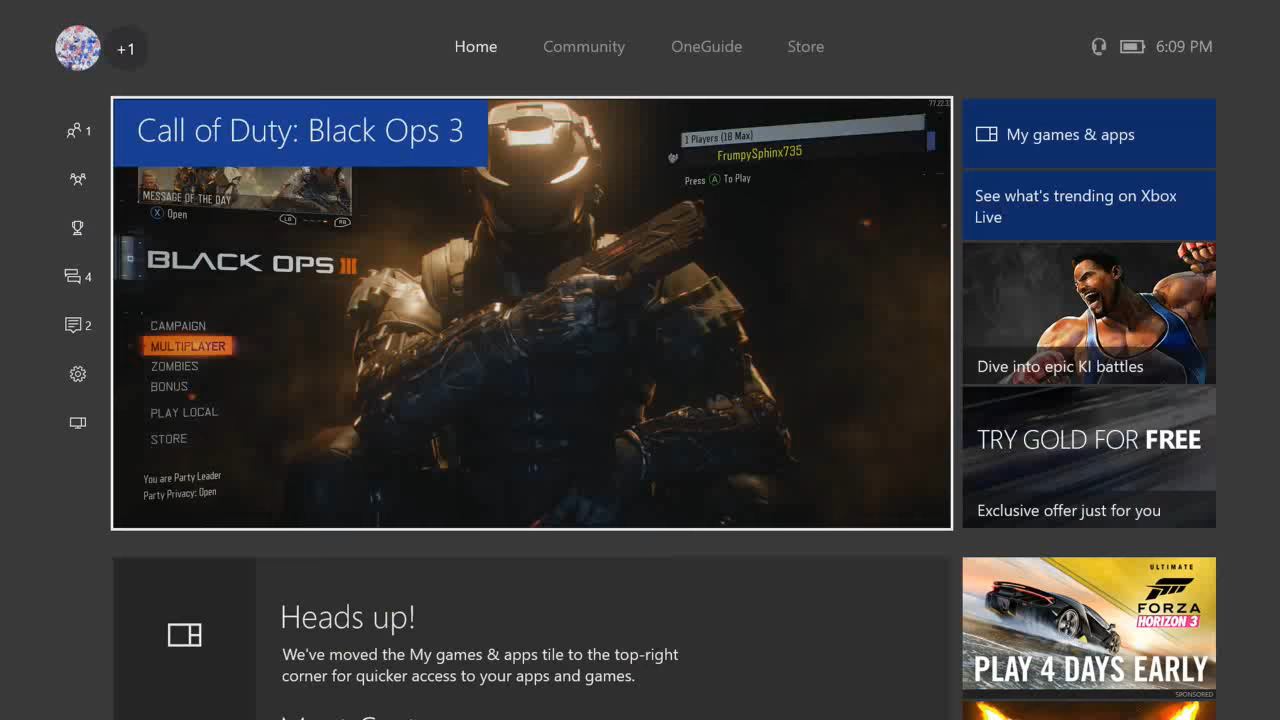 +1
Home
Community
OneGuide
Store
6:09 PM
1
4
2
Call of Duty: Black Ops 3
MESSAGE OF THE DAY
X Open
LB
RB
BLACK OPS III
CAMPAIGN
MULTIPLAYER
ZOMBIES
BONUS
PLAY LOCAL
STORE
You are Party Leader
Party Privacy: Open
1 Players (18 Max)
FrumpySphinx735
Press A To Play
My games & apps
See what's trending on Xbox
Live
Dive into epic KI battles
TRY GOLD FOR FREE
Exclusive offer just for you
Heads up!
We've moved the My games & apps tile to the top-right
corner for quicker access to your apps and games.
ULTIMATE
FORZA
HORIZON 3
PLAY 4 DAYS EARLY
SPONSORED